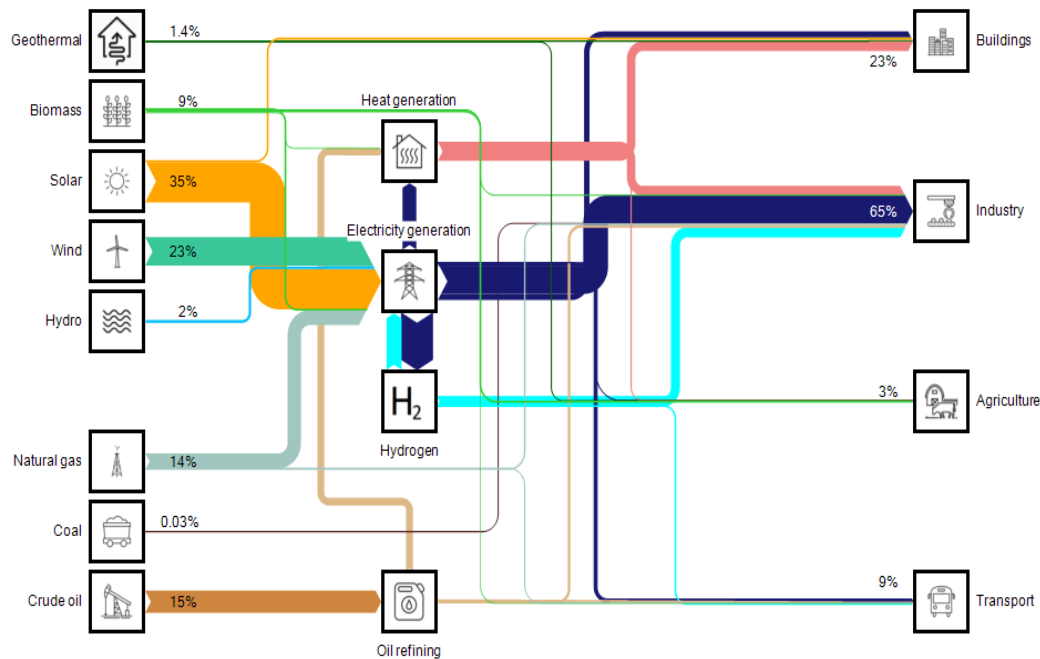 Geothermal
1.4%
Buildings
23%
Biomass
9%
Heat generation
Solar
35%
Industry
65%
Electricity generation
Wind
23%
Hydro
2%
Agriculture
3%
H2
Hydrogen
Natural gas
14%
Coal
0.03%
Crude oil
15%
Oil refining
Transport
9%